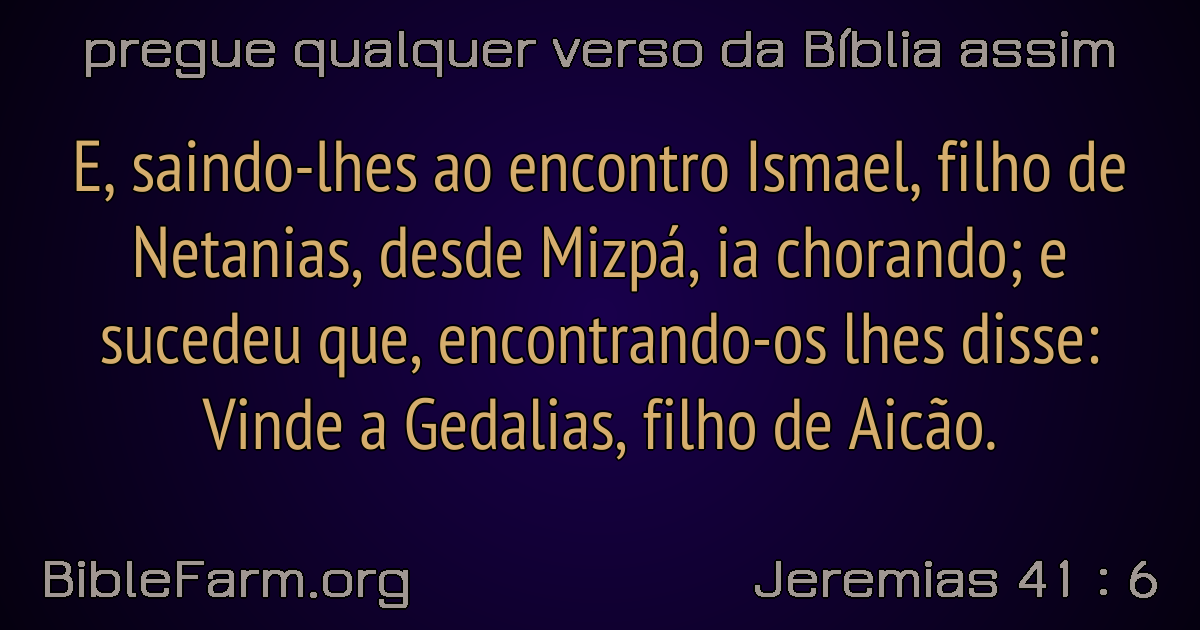 pregue qualquer verso da Bíblia assim
E, saindo-lhes ao encontro Ismael, filho de
Netanias, desde Mizpá, ia chorando; e
sucedeu que, encontrando-os lhes disse:
Vinde a Gedalias, filho de Aicão.
BibleFarm.org
Jeremias 41 : 6